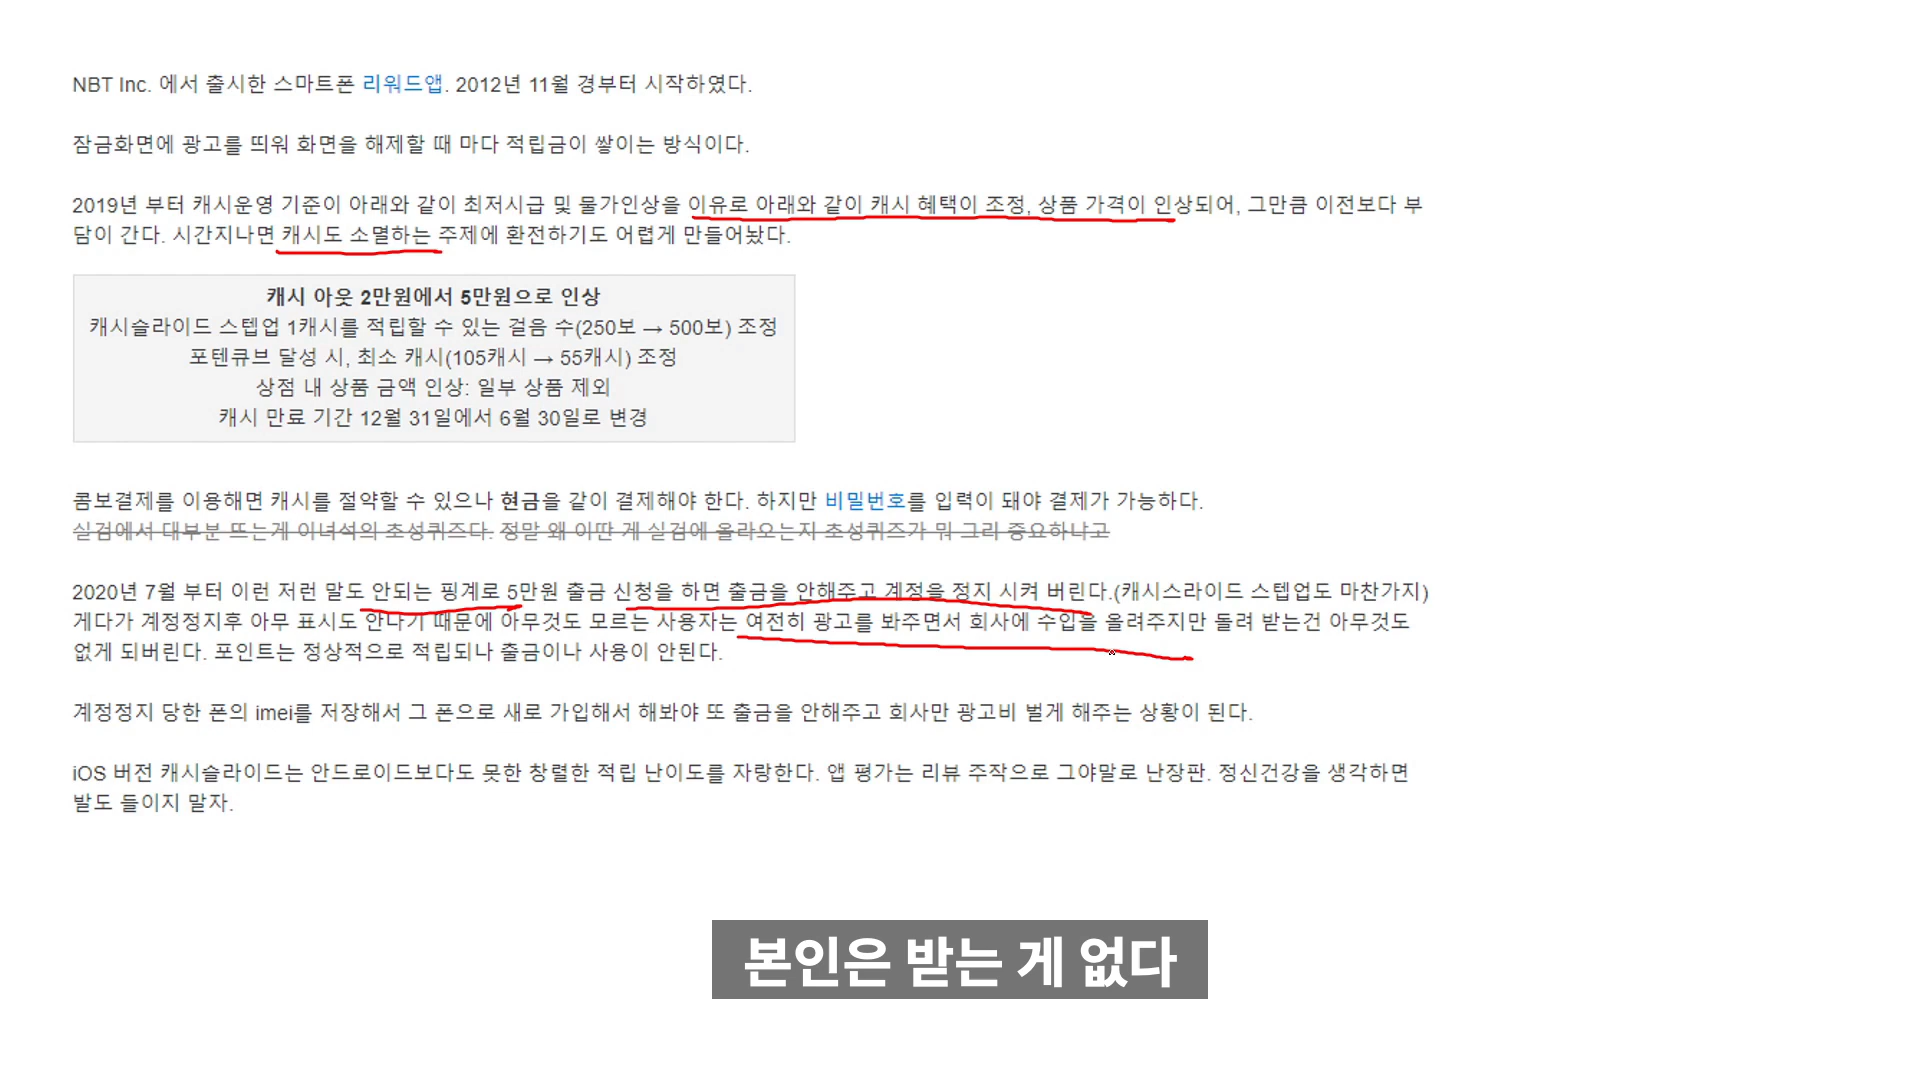 NBT Inc. 에서 출시한 스마트폰 리워드앱. 2012년 11월 경부터 시작하였다.
잠금화면에 광고를 띄워 화면을 해제할 때 마다 적립금이 쌓이는 방식이다.
2019년 부터 캐시운영 기준이 아래와 같이 최저시급 및 물가인상을 이유로 아래와 같이 캐시 혜택이 조정, 상품 가격이 인상되어, 그만큼 이전보다 부
담이 간다. 시간지나면 캐시도 소멸하는 주제에 환전하기도 어렵게 만들어놨다.
캐시 아웃 2만원에서 5만원으로 인상
캐시슬라이드 스텝업 1캐시를 적립할 수 있는 걸음 수(250보 → 500보) 조정
포텐큐브 달성 시, 최소 캐시(105캐시 → 55캐시) 조정
상점 내 상품 금액 인상: 일부 상품 제외
캐시 만료 기간 12월 31일에서 6월 30일로 변경
콤보결제를 이용해면 캐시를 절약할 수 있으나 현금을 같이 결제해야 한다. 하지만 비밀번호를 입력이 돼야 결제가 가능하다.
실검에서 대부분 뜨는게 이녀석의 초성퀴즈다. 정말 왜 이딴 게 실검에 올라오는지 초성퀴즈가 뭐 그리 중요하냐고
2020년 7월 부터 이런 저런 말도 안되는 핑계로 5만원 출금 신청을 하면 출금을 안해주고 계정을 정지 시켜 버린다.(캐시스라이드 스텝업도 마찬가지)
게다가 계정정지후 아무 표시도 안나기 때문에 아무것도 모르는 사용자는 여전히 광고를 봐주면서 회사에 수입을 올려주지만 돌려 받는건 아무것도
없게 되버린다. 포인트는 정상적으로 적립되나 출금이나 사용이 안된다.
계정정지 당한 폰의 imei를 저장해서 그 폰으로 새로 가입해서 해봐야 또 출금을 안해주고 회사만 광고비 벌게 해주는 상황이 된다.
iOS 버전 캐시슬라이드는 안드로이드보다도 못한 창렬한 적립 난이도를 자랑한다. 앱 평가는 리뷰 주작으로 그야말로 난장판. 정신건강을 생각하면
발도 들이지 말자.
본인은 받는 게 없다